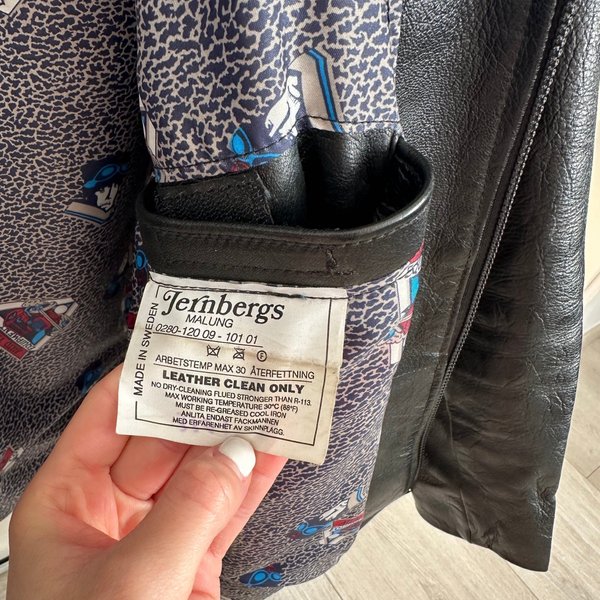 Jernbergs
MALUNG
0280-120 09 - 101 01
MADE IN SWEDEN
F
ARBETSTEMP MAX 30 ÅTERFETTNING
LEATHER CLEAN ONLY
NO DRY-CLEANING FLUED STRONGER THAN R-113.
MAX WORKING TEMPERATURE 30°C (88°F)
MUST BE RE-GREASED COOL IRON
ANLITA ENDAST FACKMANNEN
MED ERFARENHET AV SKINNPLAGG.